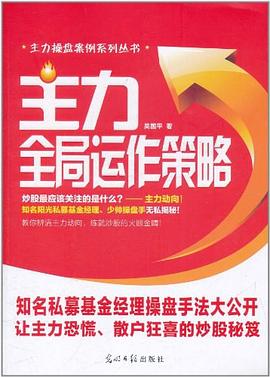 主力操盘案例系列丛书
主力
吴国平 著
全局运作策略
炒股最应该关注的是什么？——主力动向！
知名阳光私募基金经理、少帅操盘手无私揭秘！
教你辨清主力动向，练就炒股的火眼金睛！
知名私募基金经理操盘手法大公开
让主力恐慌、散户狂喜的炒股秘笈
光明日报出版社